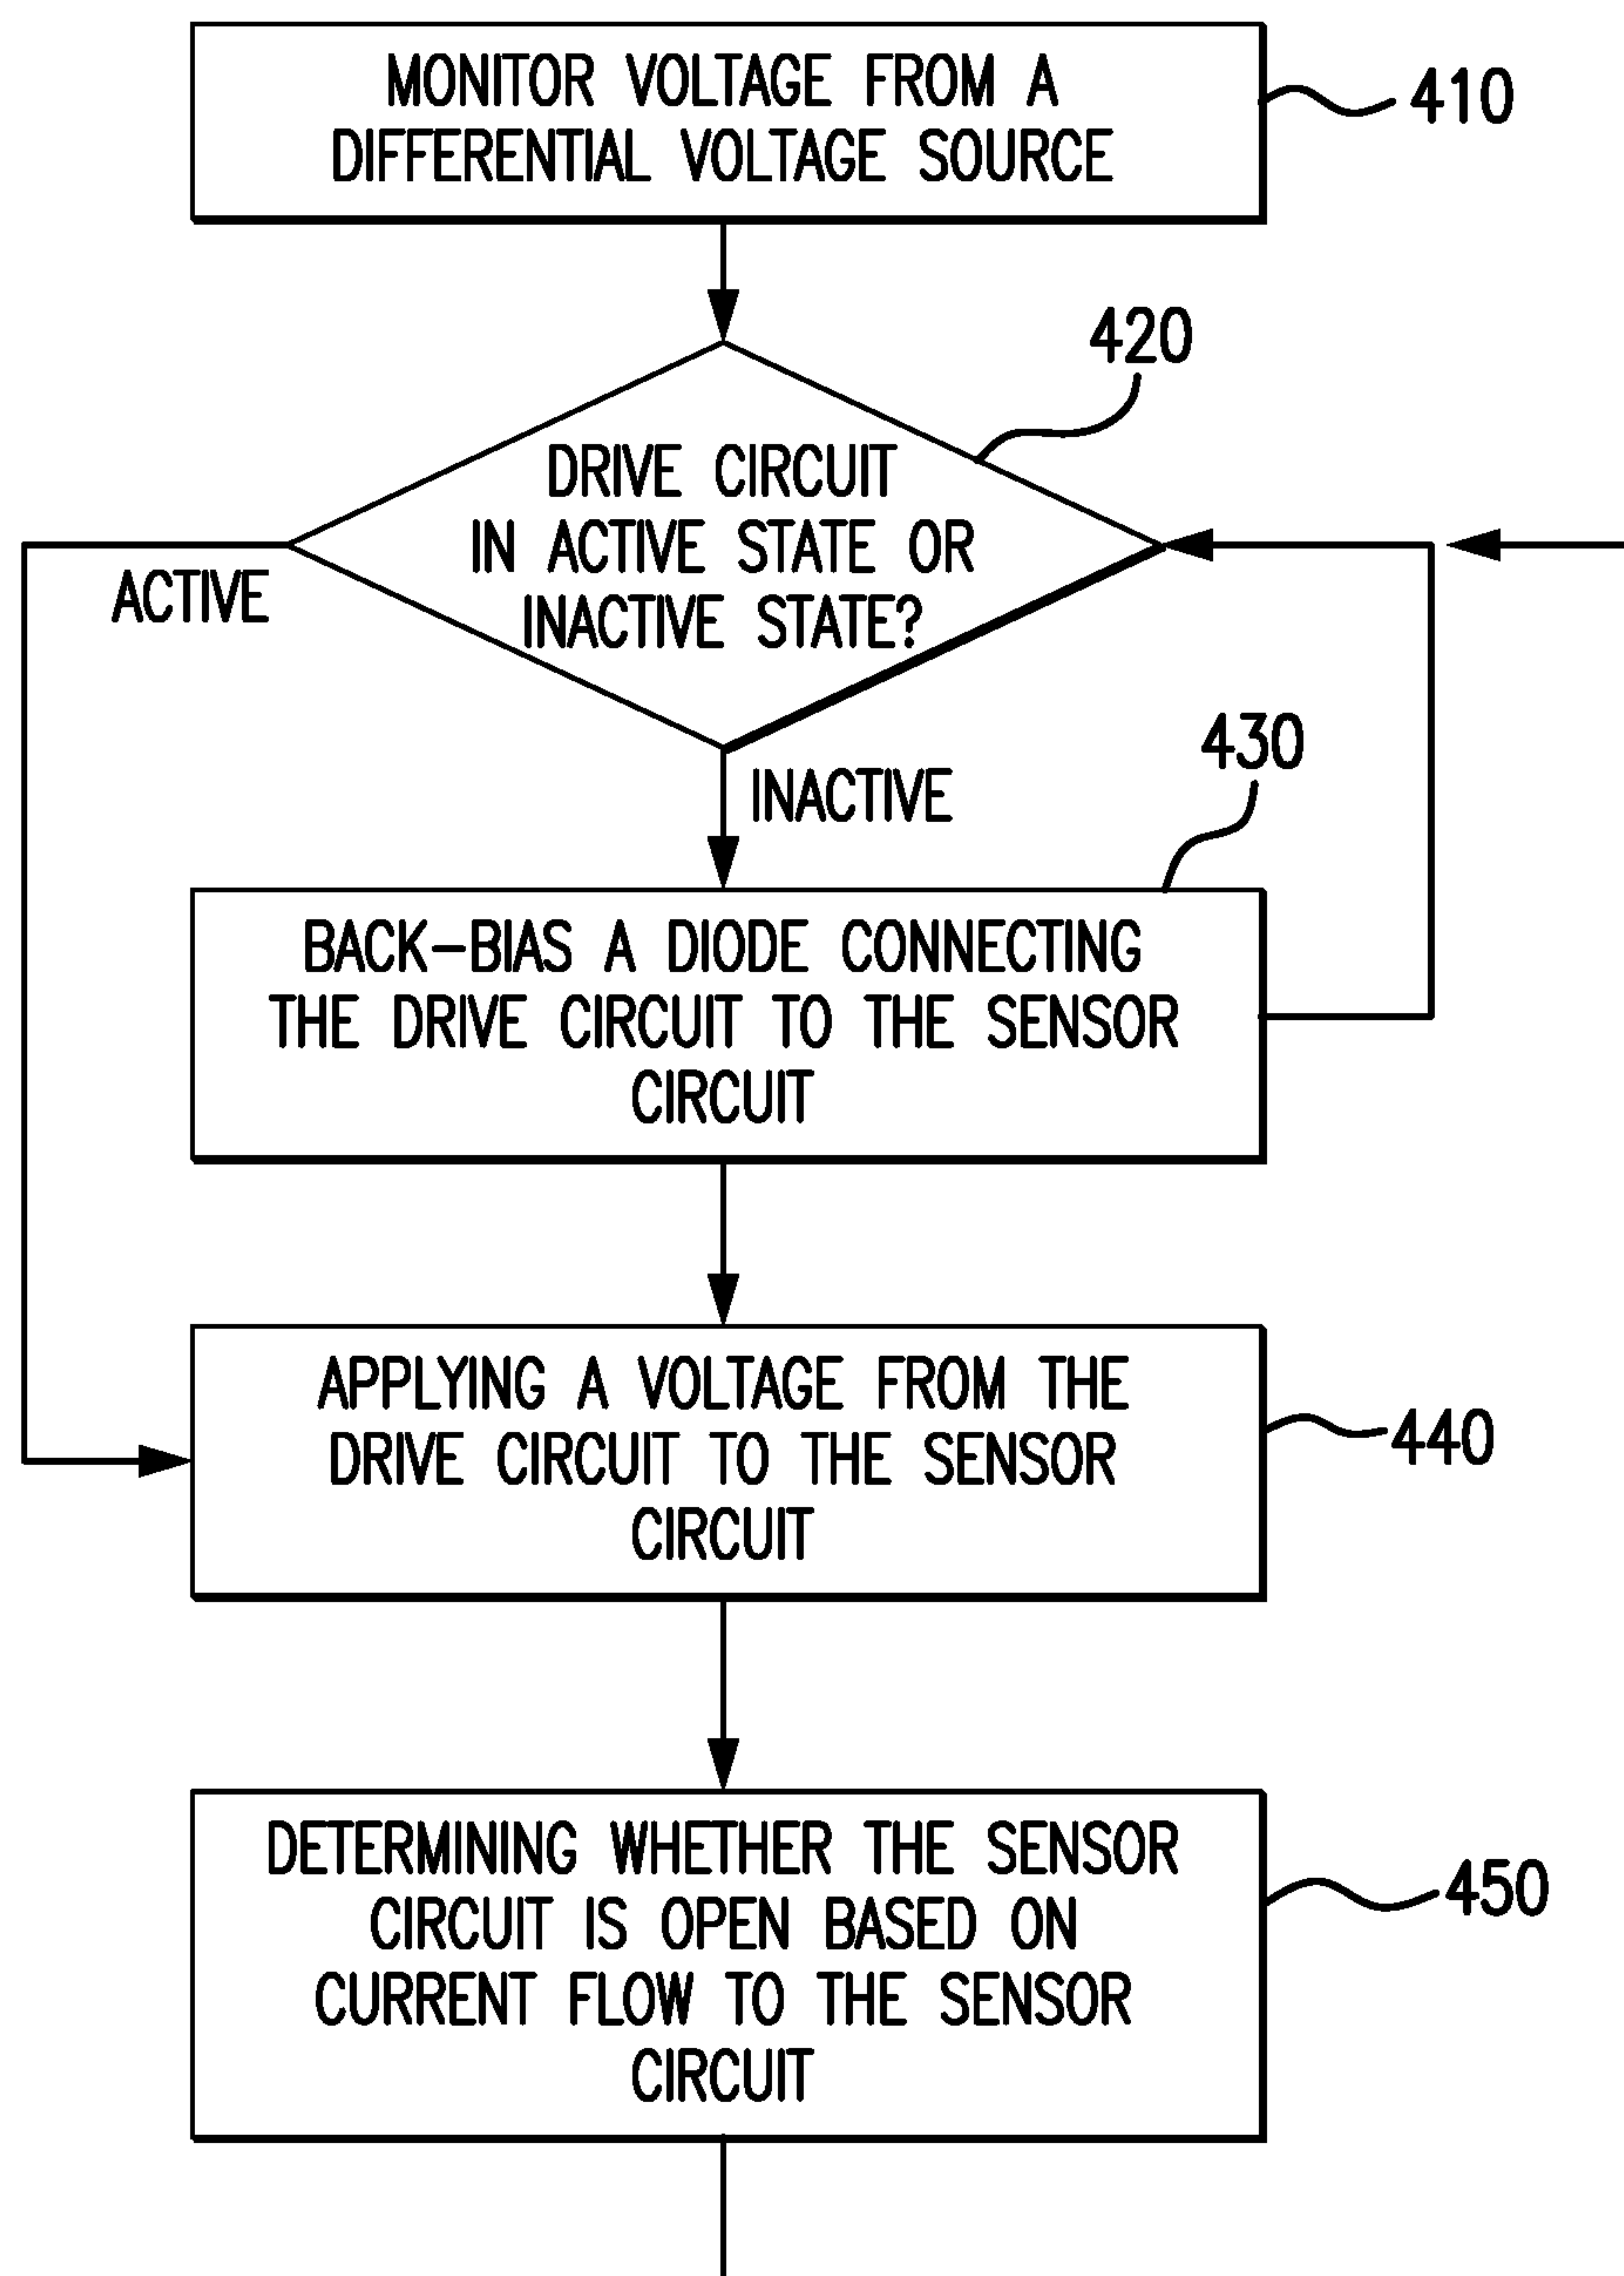 MONITOR VOLTAGE FROM A
DIFFERENTIAL VOLTAGE SOURCE
410
420
DRIVE CIRCUIT
IN ACTIVE STATE OR
INACTIVE STATE?
ACTIVE
INACTIVE
430
BACK-BIAS A DIODE CONNECTING
THE DRIVE CIRCUIT TO THE SENSOR
CIRCUIT
APPLYING A VOLTAGE FROM THE
DRIVE CIRCUIT TO THE SENSOR
CIRCUIT
440
DETERMINING WHETHER THE SENSOR
CIRCUIT IS OPEN BASED ON
CURRENT FLOW TO THE SENSOR
CIRCUIT
450